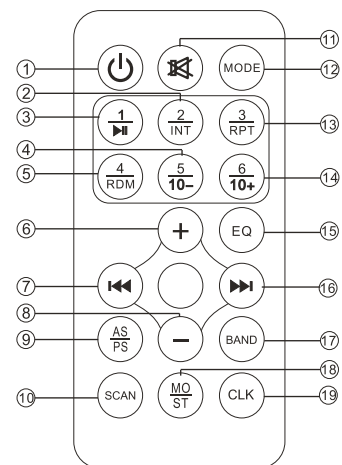 11
1
MODE
12
2
3
1
2
INT
3
RPT
13
4
5
4
RDM
5
10−
6
10+
14
6
+
EQ
15
7
16
8
−
9
AS
PS
BAND
17
18
10
SCAN
MO
ST
CLK
19